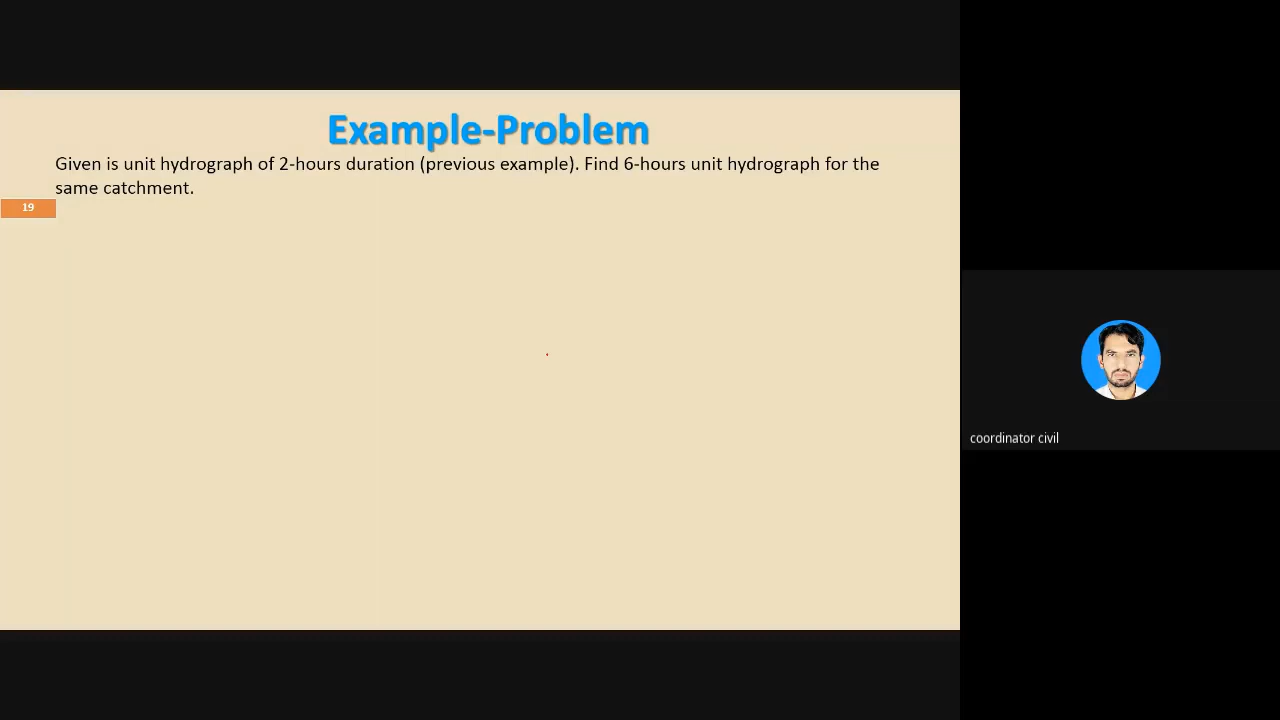 Example-Problem
Given is unit hydrograph of 2-hours duration (previous example). Find 6-hours unit hydrograph for the
same catchment.
19
coordinator civil